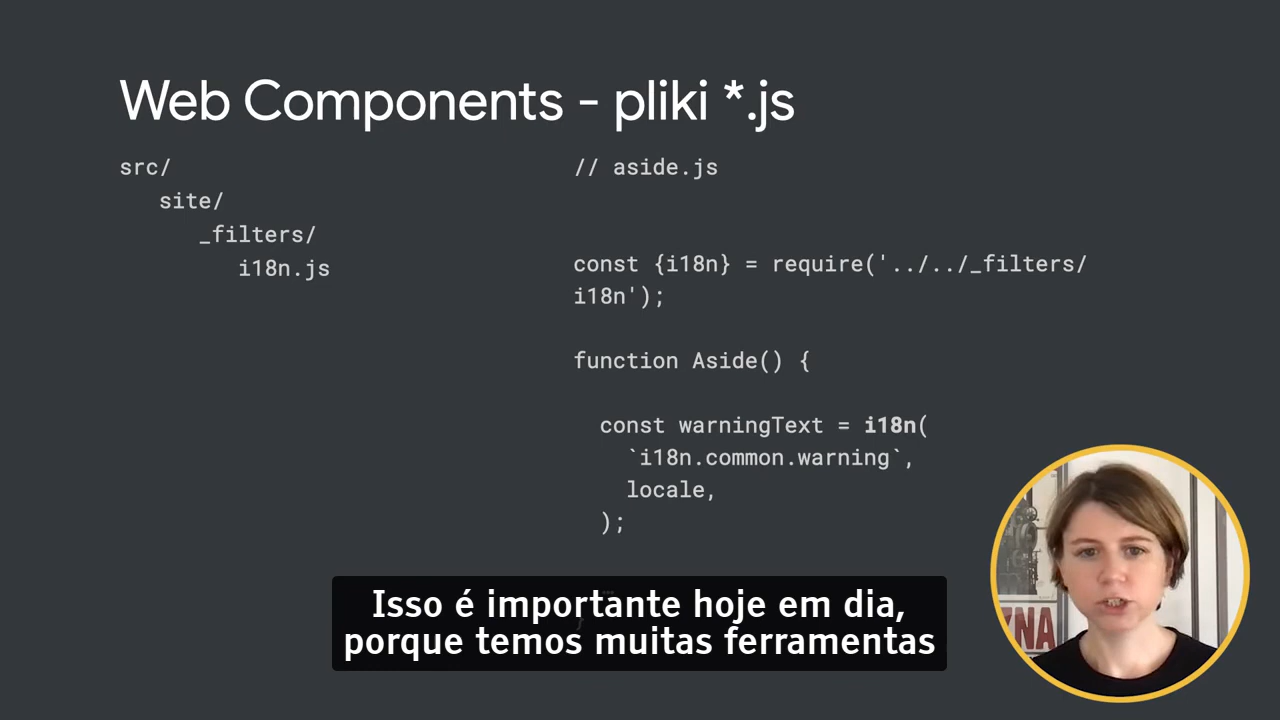 Web Components - pliki *.js
src/
site/
_filters/
i18n.js
// aside.js
const {i18n} = require('../../_filters/
i18n');
function Aside() {
const warningText = i18n(
`i18n.common.warning`,
locale,
);
Isso é importante hoje em dia,
porque temos muitas ferramentas